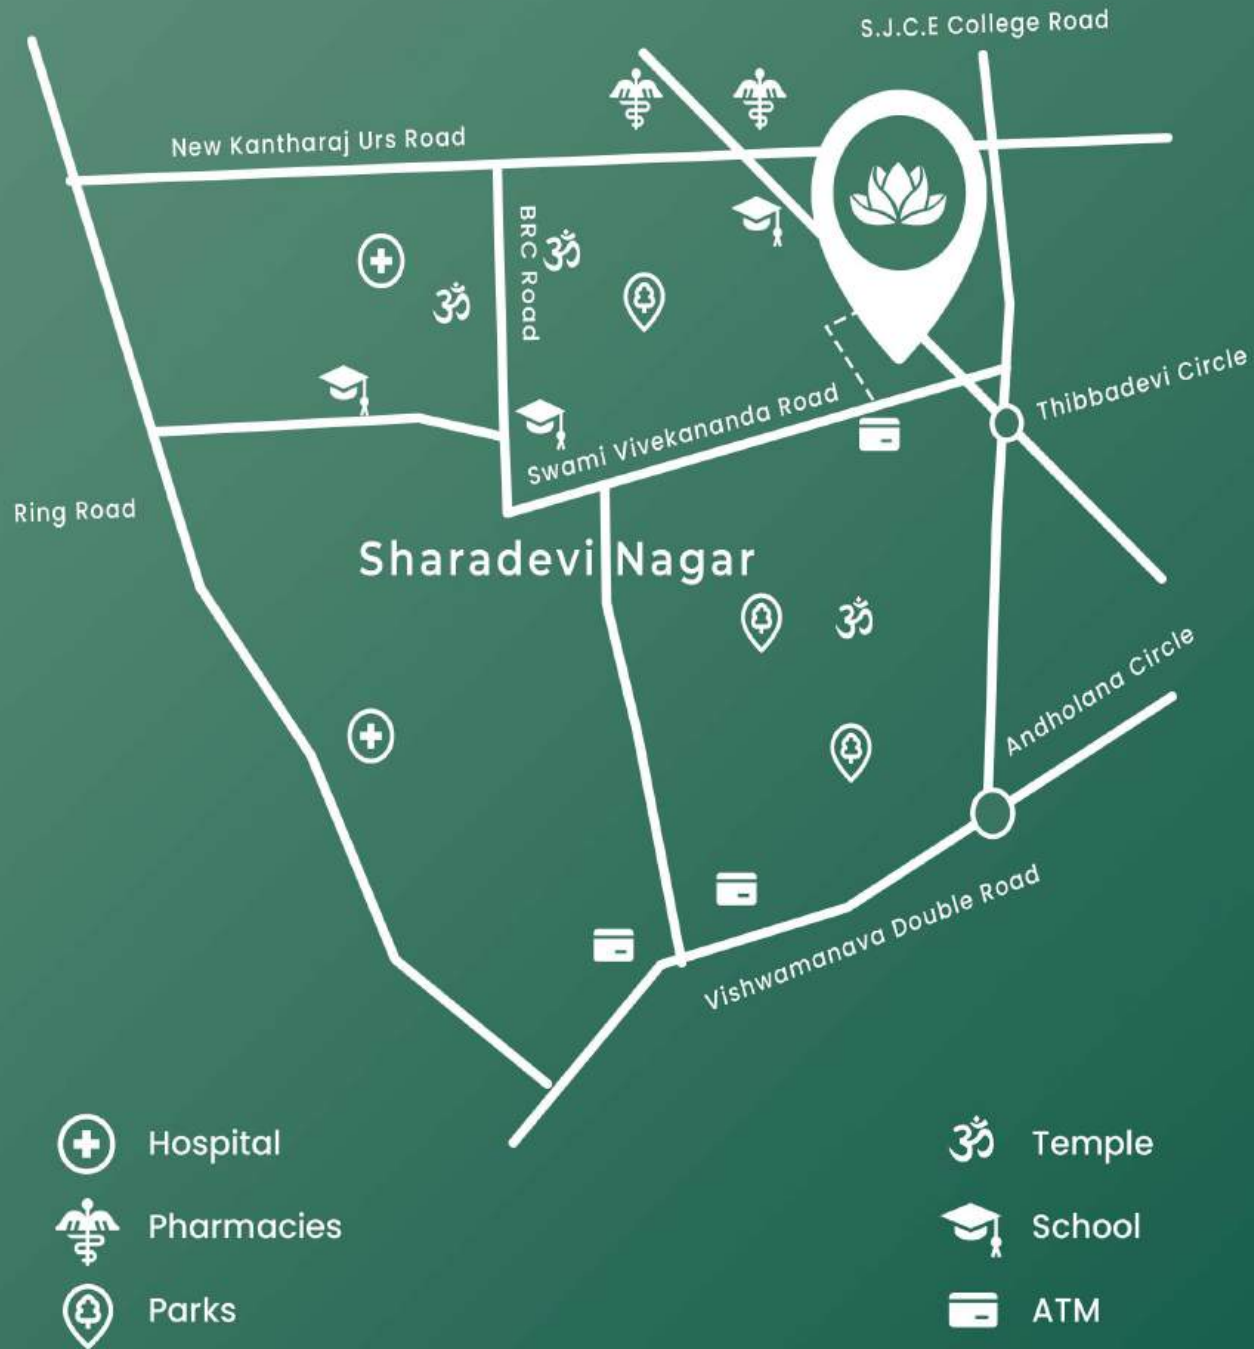 S.J.C.E College Road
New Kantharaj Urs Road
BRC Road
ॐ
ॐ
Thibbadevi Circle
Swami Vivekananda Road
Ring Road
Sharadevi Nagar
ॐ
Andholana Circle
Vishwamanava Double Road
Hospital
Pharmacies
Parks
ॐ Temple
School
ATM